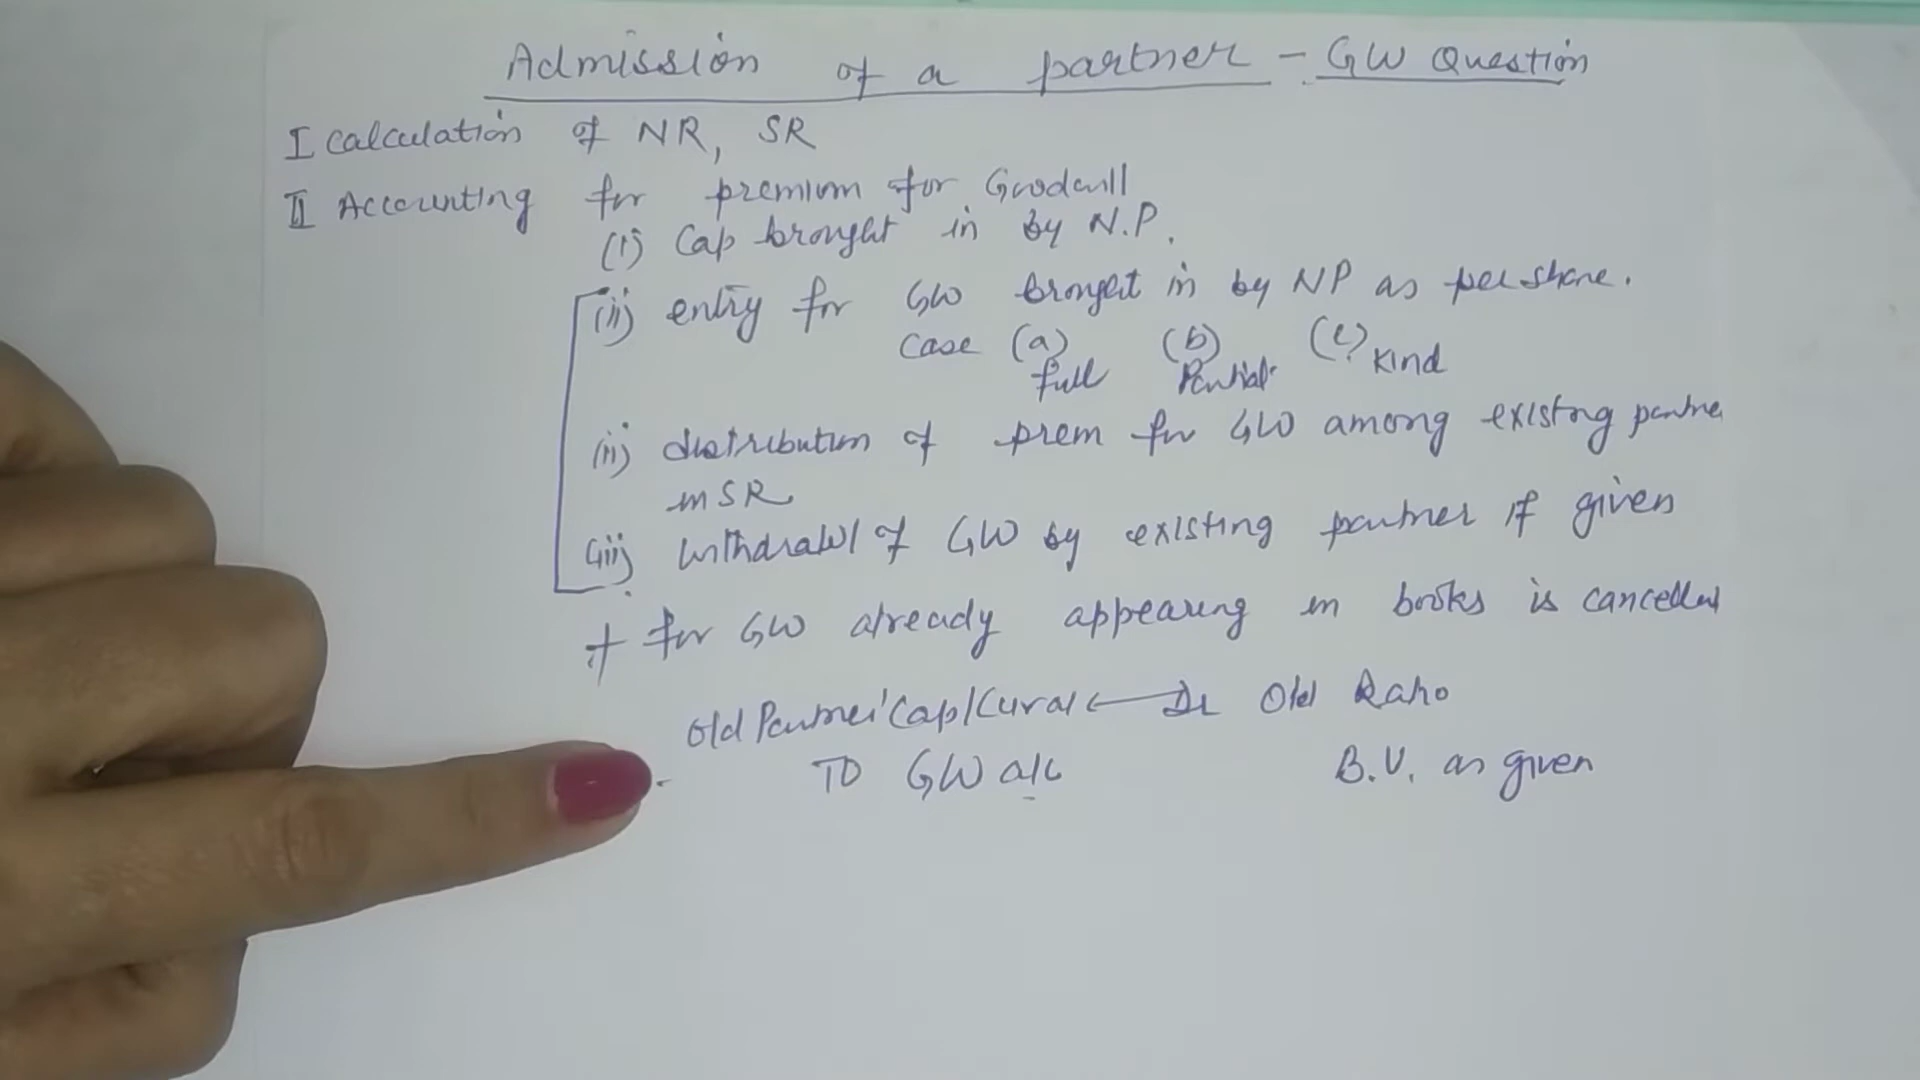 Admission of a partner - GW Question
I Calculation of NR, SR
II Accounting for premium for Goodwill
(i) Cap brought in by N.P.
(ii) entry for GW brought in by NP as per share.
Case (a) (b) (c)
full Partial Kind
(ii) distribution of prem for GW among existing partne
in SR
(iii) withdrawl of GW by existing partner if given
+ for GW already appearing in books is cancelled
old Partner' Cap/ Dr Old Ratio
TO GW a/c B.V. as given